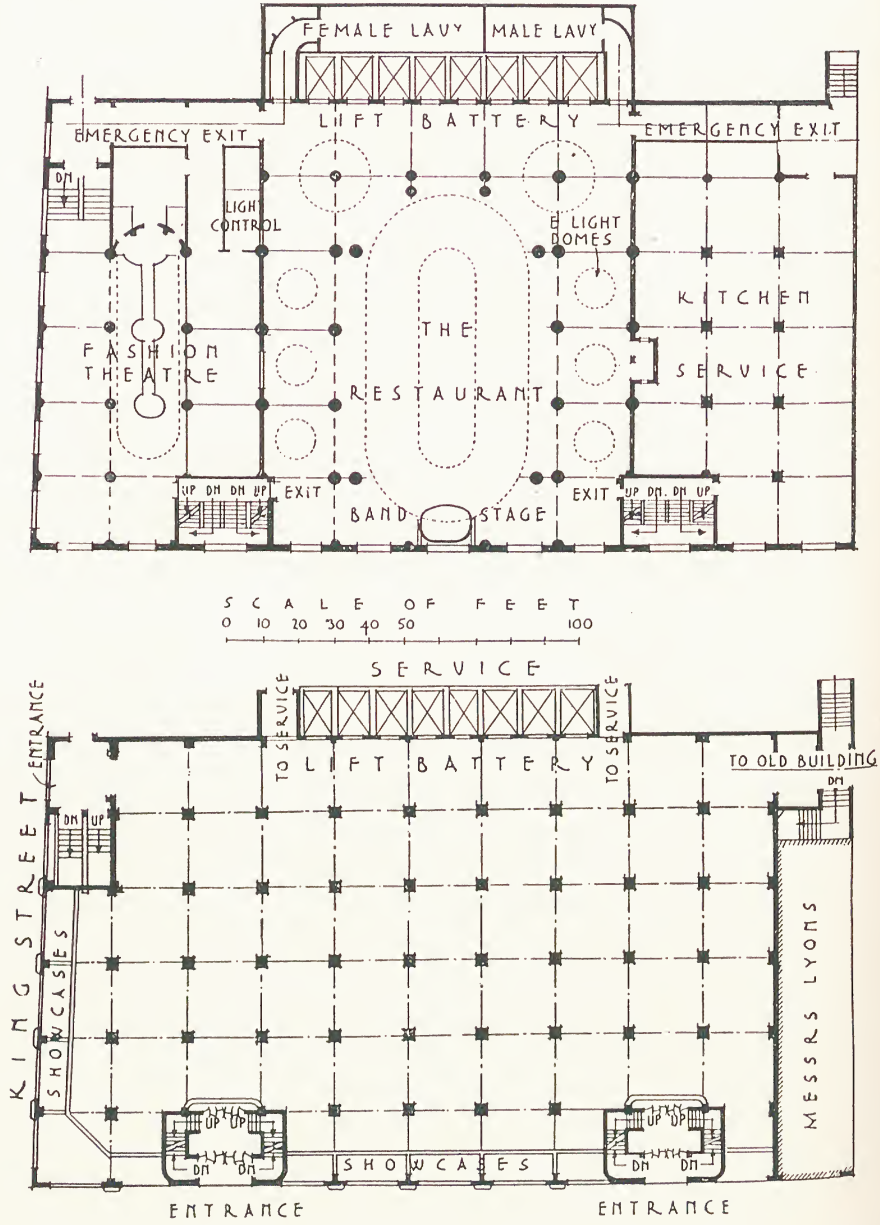 FEMALE LAVY MALE LAVY
LIFT BATTERY
EMERGENCY EXIT
EMERGENCY EXIT
DN
LIGHT
CONTROL
E LIGHT
DOMES
KITCHEN
THE
FASHION
THEATRE
SERVICE
RESTAURANT
UP DN DN UP
EXIT
EXIT
UP DN. DN UP
BAND STAGE
SCALE OF FEET
0 10 20 30 40 50 100
SERVICE
ENTRANCE
TO SERVICE
TO SERVICE
LIFT BATTERY
TO OLD BUILDING
DN
DN UP
KING STREET
SHOWCASES
MESSRS LYONS
UP UP
UP UP
DN DN
SHOWCASES
DN DN
ENTRANCE
ENTRANCE